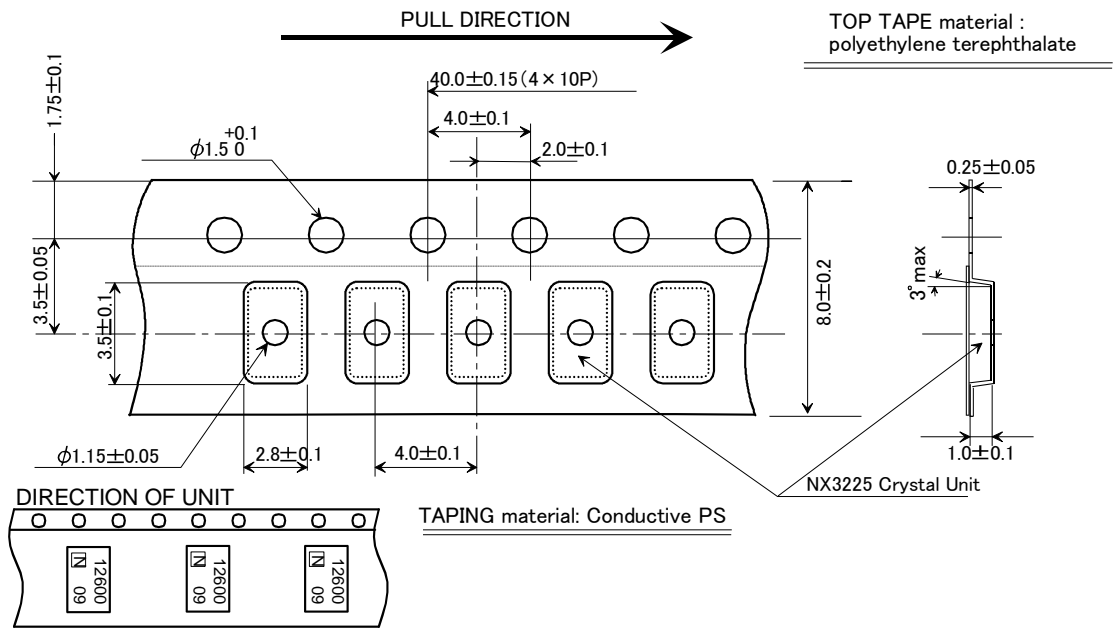 PULL DIRECTION
TOP TAPE material :
polyethylene terephthalate
1.75±0.1
40.0±0.15(4×10P)
4.0±0.1
+0.1
φ1.5 0
2.0±0.1
0.25±0.05
3.5±0.05
3.5±0.1
8.0±0.2
3°max
φ1.15±0.05
2.8±0.1
4.0±0.1
1.0±0.1
NX3225 Crystal Unit
DIRECTION OF UNIT
TAPING material: Conductive PS
12600
N 09
12600
N 09
12600
N 09